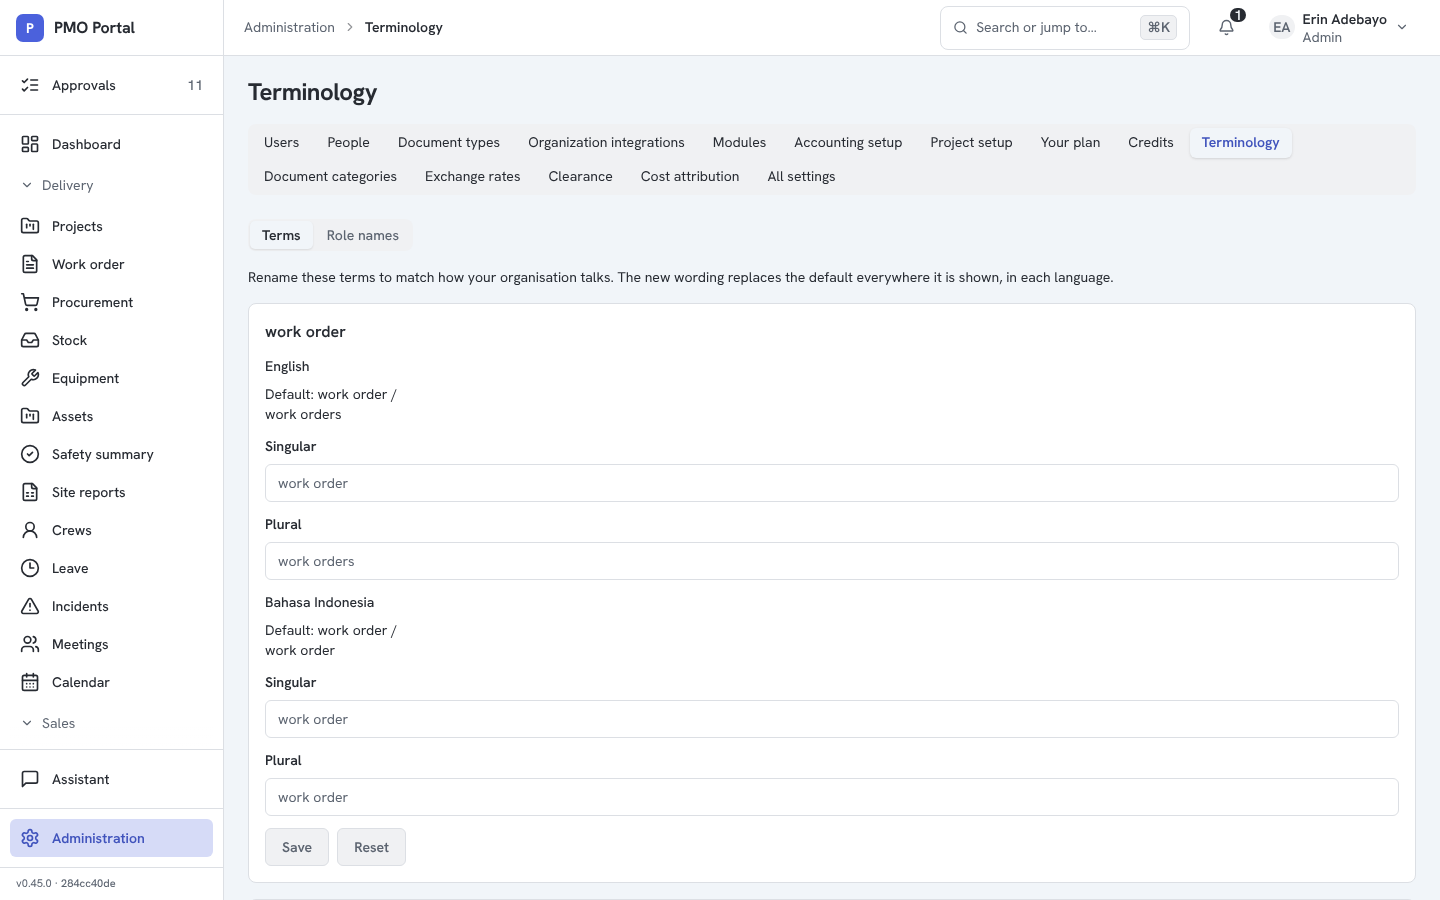 P PMO Portal
Administration > Terminology
Search or jump to... ⌘K
1
EA Erin Adebayo
Admin
Approvals 11
Dashboard
Delivery
Projects
Work order
Procurement
Stock
Equipment
Assets
Safety summary
Site reports
Crews
Leave
Incidents
Meetings
Calendar
Sales
Assistant
Administration
v0.45.0 · 284cc40de
Terminology
Users People Document types Organization integrations Modules Accounting setup Project setup Your plan Credits Terminology
Document categories Exchange rates Clearance Cost attribution All settings
Terms Role names
Rename these terms to match how your organisation talks. The new wording replaces the default everywhere it is shown, in each language.
work order
English
Default: work order /
work orders
Singular
work order
Plural
work orders
Bahasa Indonesia
Default: work order /
work order
Singular
work order
Plural
work order
Save Reset